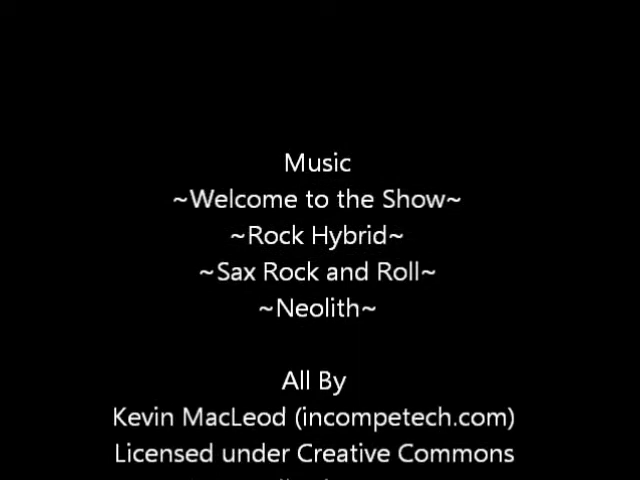 Music
~Welcome to the Show~
~Rock Hybrid~
~Sax Rock and Roll~
~Neolith~
All By
Kevin MacLeod (incompetech.com)
Licensed under Creative Commons